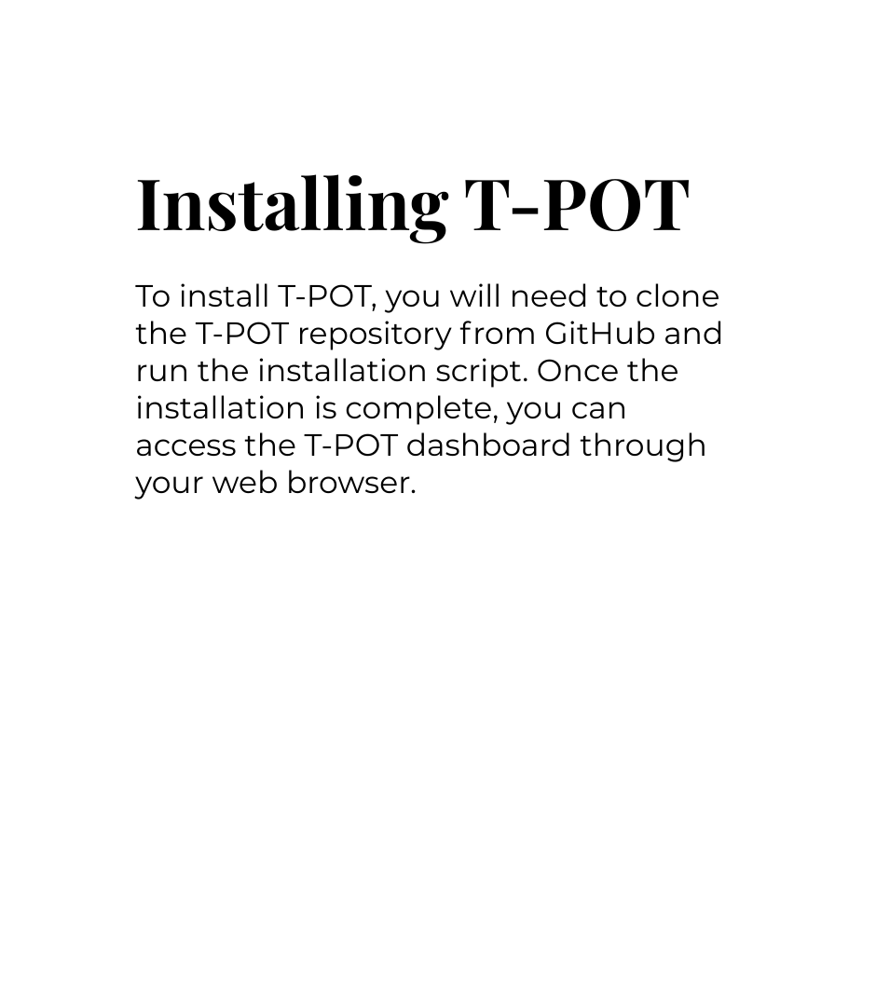 Installing T-POT
To install T-POT, you will need to clone
the T-POT repository from GitHub and
run the installation script. Once the
installation is complete, you can
access the T-POT dashboard through
your web browser.